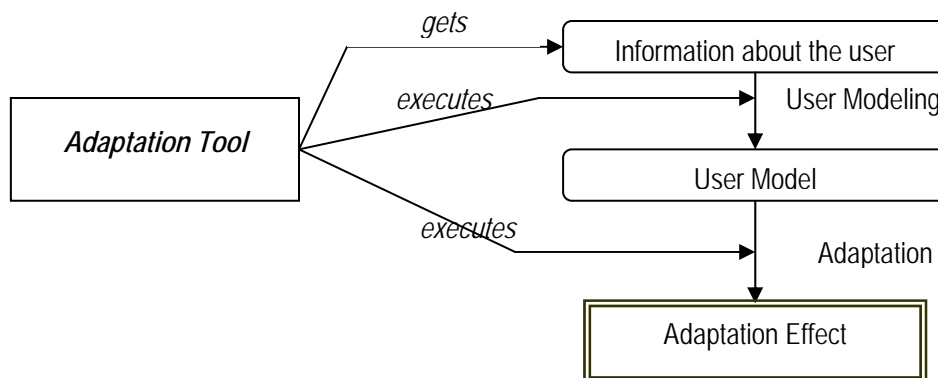 gets
Information about the user
executes
User Modeling
Adaptation Tool
User Model
executes
Adaptation
Adaptation Effect